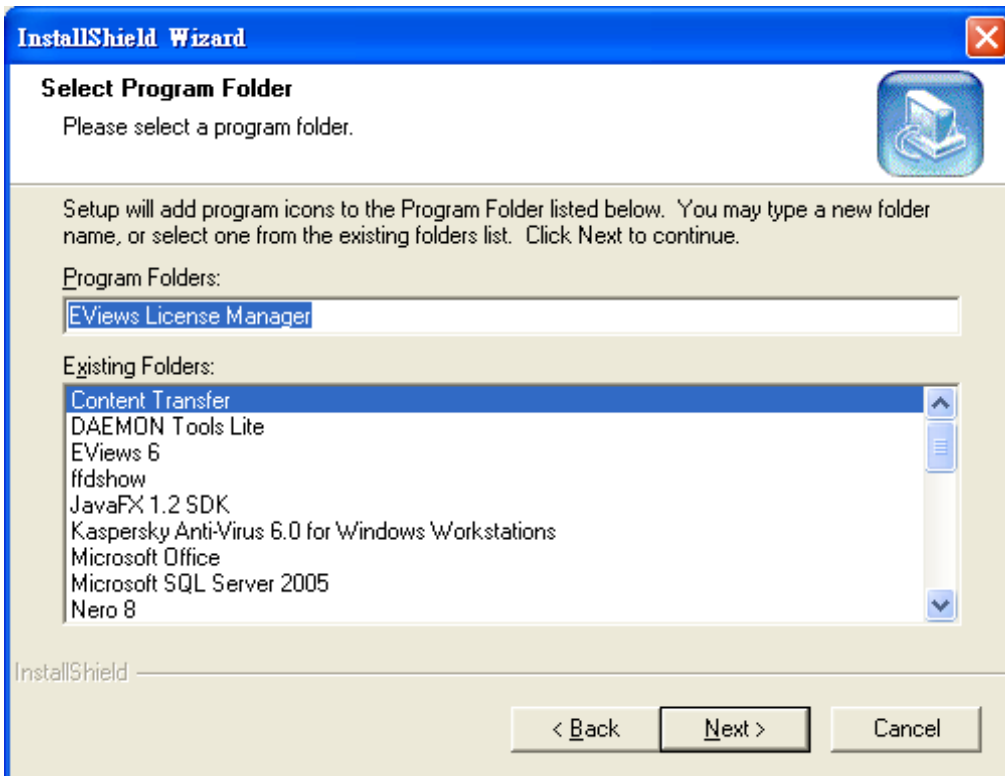 InstallShield Wizard
Select Program Folder
Please select a program folder.
Setup will add program icons to the Program Folder listed below.  You may type a new folder
name, or select one from the existing folders list.  Click Next to continue.
Program Folders:
EViews License Manager
Existing Folders:
Content Transfer
DAEMON Tools Lite
EViews 6
ffdshow
JavaFX 1.2 SDK
Kaspersky Anti-Virus 6.0 for Windows Workstations
Microsoft Office
Microsoft SQL Server 2005
Nero 8
InstallShield
< Back
Next >
Cancel